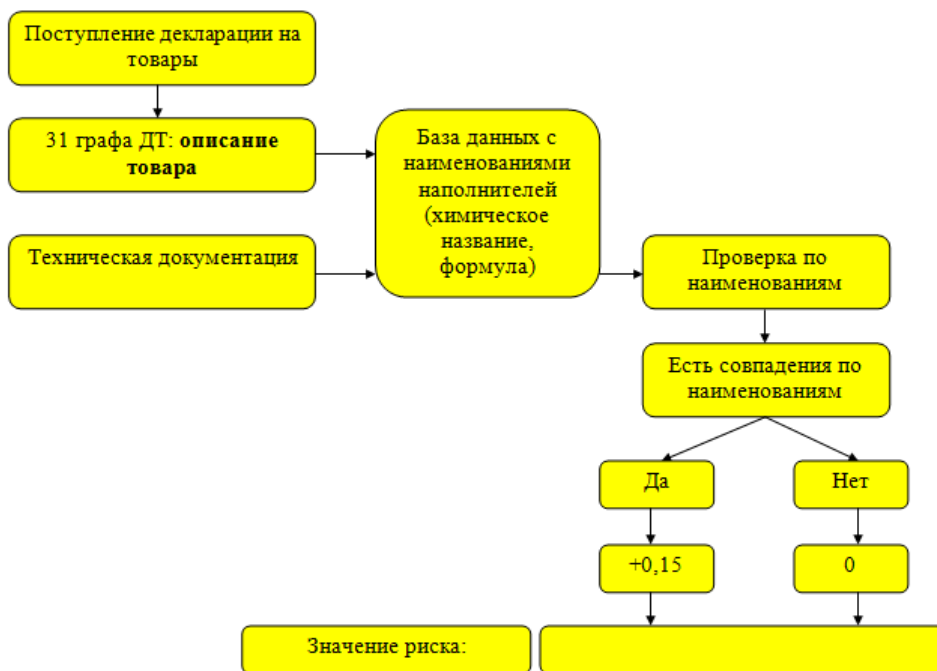 Поступление декларации на
товары
31 графа ДТ: описание
товара
База данных с
наименованиями
наполнителей
(химическое
название,
формула)
Техническая документация
Проверка по
наименованиям
Есть совпадения по
наименованиям
Да
Нет
+0,15
0
Значение риска: